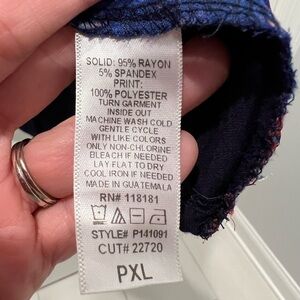 SOLID: 95% RAYON
5% SPANDEX
PRINT:
100% POLYESTER
TURN GARMENT
INSIDE OUT
MACHINE WASH COLD
GENTLE CYCLE
WITH LIKE COLORS
ONLY NON-CHLORINE
BLEACH IF NEEDED
LAY FLAT TO DRY
COOL IRON IF NEEDED
MADE IN GUATEMALA
RN# 118181
STYLE# P141091
CUT# 22720
PXL